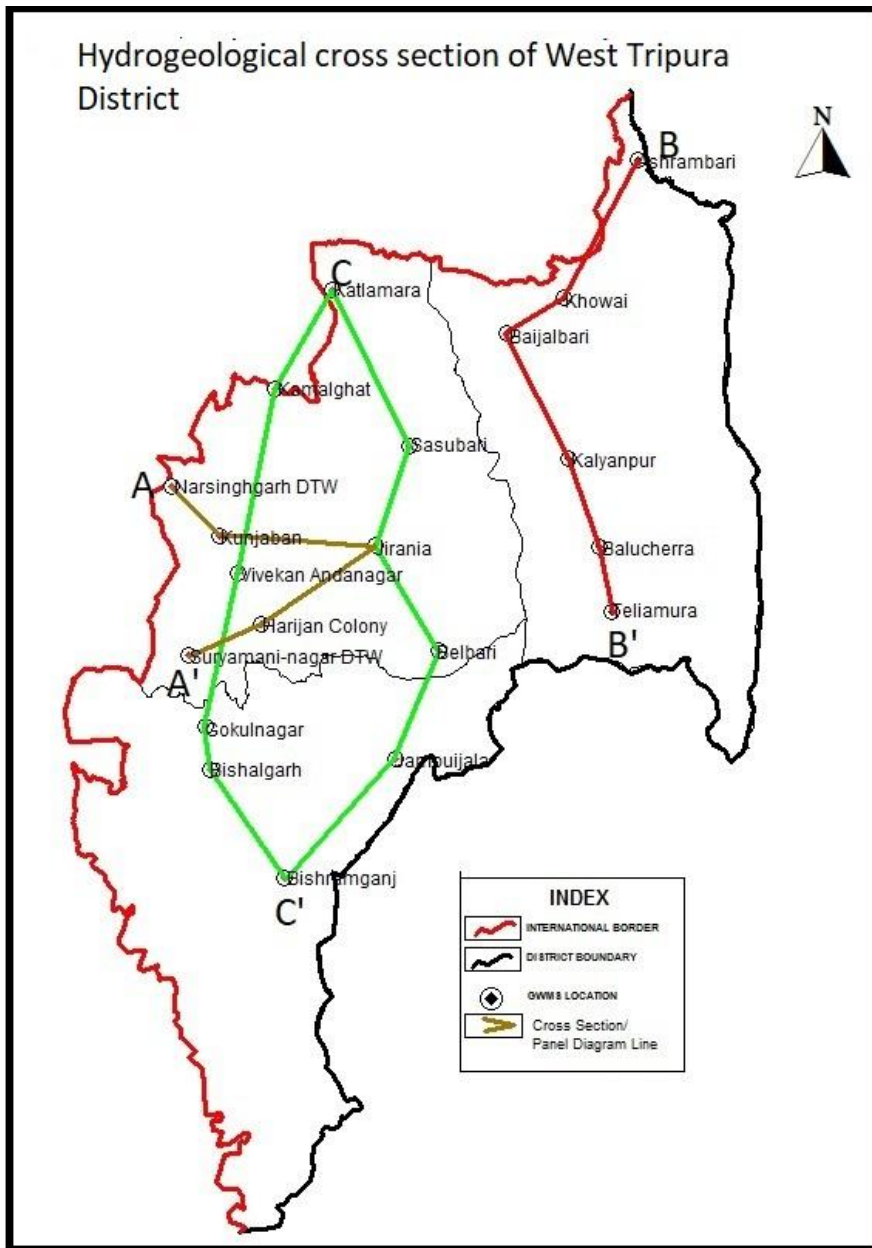 Hydrogeological cross section of West Tripura
District
N
B
Ashrambari
C
Katlamara
Khowai
Baijalbari
Kamalghat
Sasubari
Kalyanpur
A
Narsinghgarh DTW
Kunjaban
Jirania
Balucherra
Vivekan Andanagar
Teliamura
Harijan Colony
B'
Suryamani-nagar DTW
Belbari
A'
Gokulnagar
Bishalgarh
Jampuijala
Bishramganj
C'
INDEX
INTERNATIONAL BORDER
DISTRICT BOUNDARY
GWMS LOCATION
Cross Section/
Panel Diagram Line